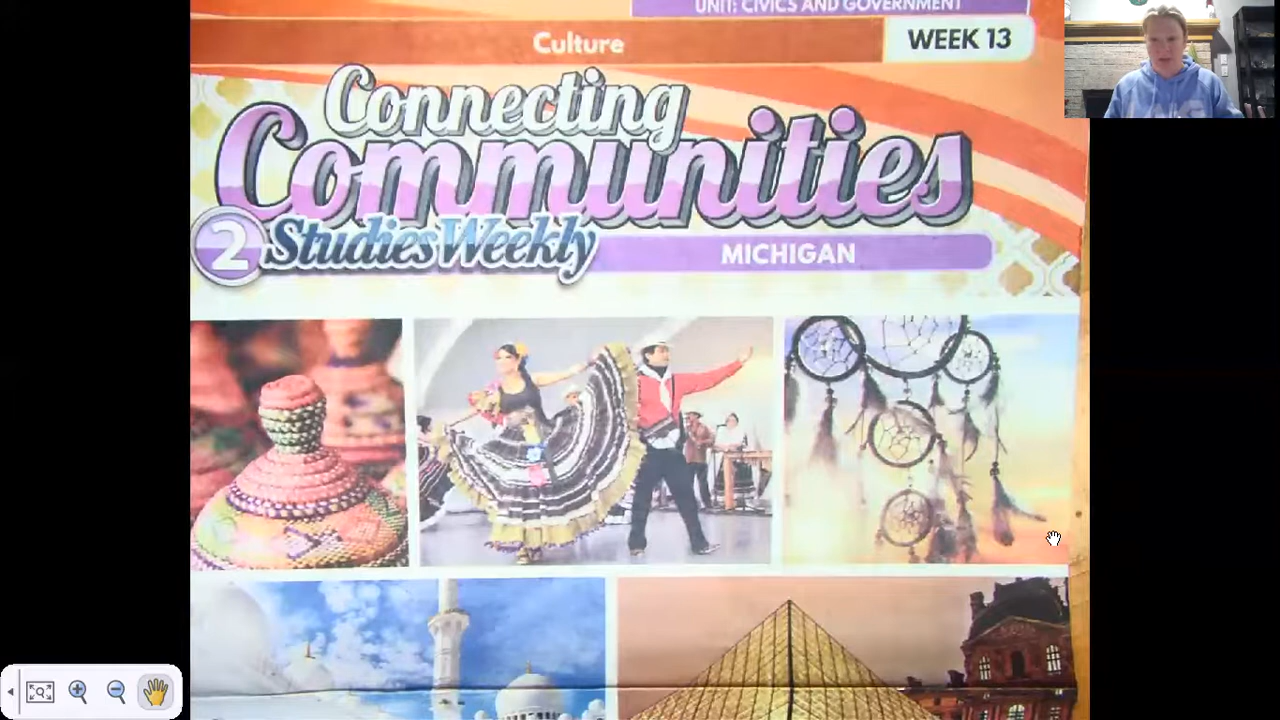 UNIT: CIVICS AND GOVERNMENT
Culture
WEEK 13
Connecting
Communities
2 Studies Weekly
MICHIGAN